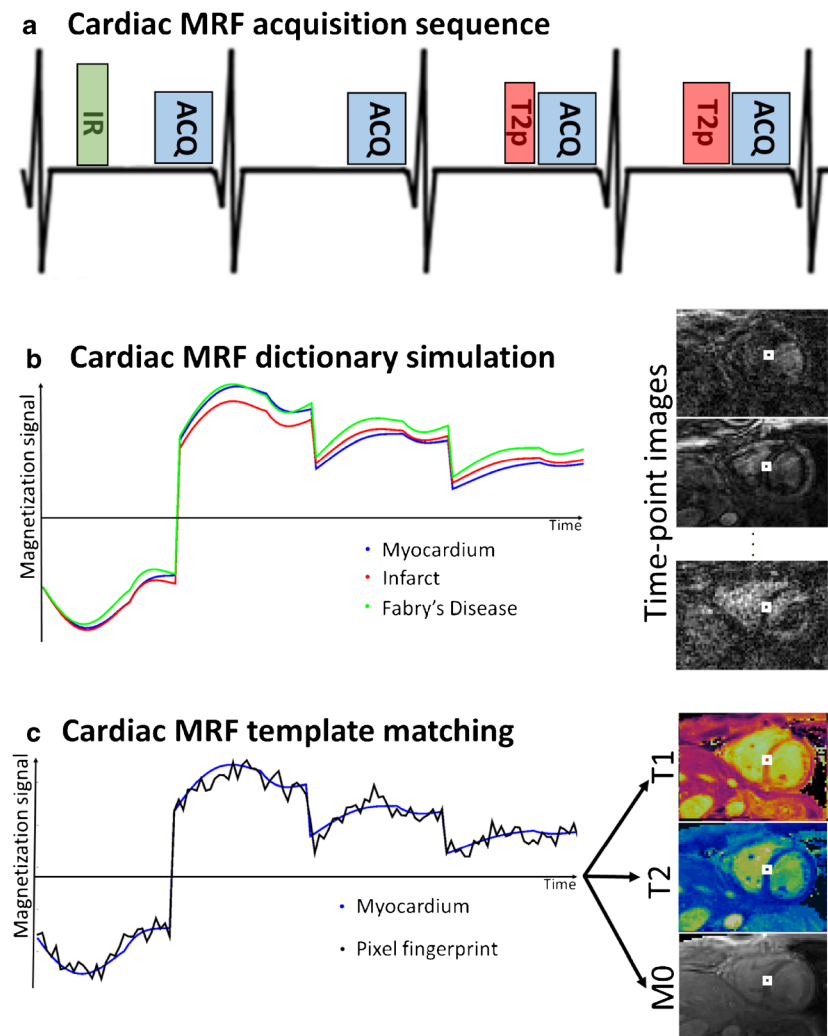 a Cardiac MRF acquisition sequence
IR
ACQ
ACQ
T2p
ACQ
T2p
ACQ
b Cardiac MRF dictionary simulation
Magnetization signal
Time
• Myocardium
• Infarct
• Fabry's Disease
Time-point images
c Cardiac MRF template matching
Magnetization signal
Time
• Myocardium
• Pixel fingerprint
T1
T2
M0